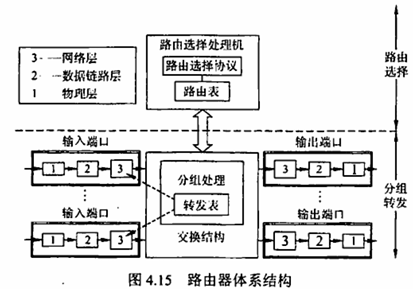 3——网络层
2——数据链路层
1 物理层
路由选择处理机
路由选择协议
路由表
路由选择
输入端口
1 2 3
输入端口
1 2 3
分组处理
转发表
交换结构
输出端口
3 2 1
输出端口
3 2 1
分组转发
图 4.15 路由器体系结构